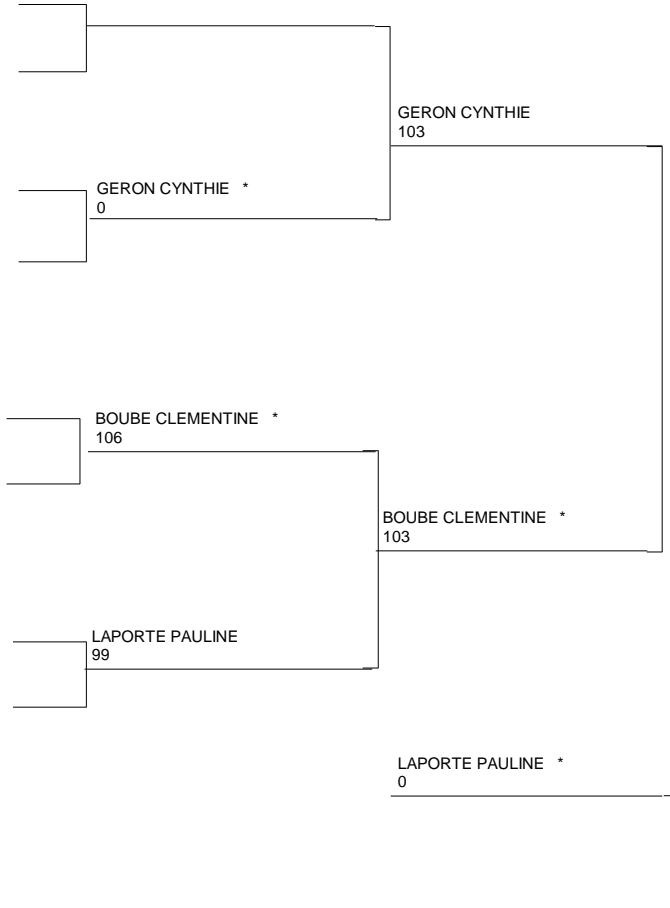 GERON CYNTHIE
103
GERON CYNTHIE *
0
BOUBE CLEMENTINE *
106
BOUBE CLEMENTINE *
103
LAPORTE PAULINE
99
LAPORTE PAULINE *
0